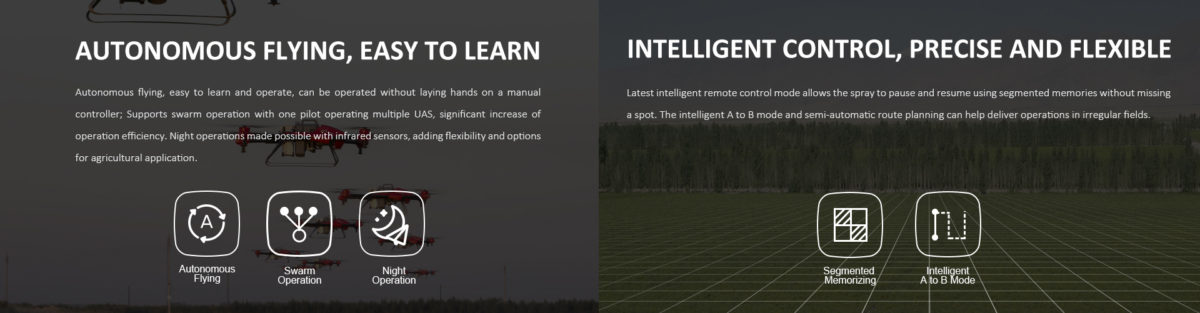 AUTONOMOUS FLYING, EASY TO LEARN
Autonomous flying, easy to learn and operate, can be operated without laying hands on a manual
controller; Supports swarm operation with one pilot operating multiple UAS, significant increase of
operation efficiency. Night operations made possible with infrared sensors, adding flexibility and options
for agricultural application.
A
Autonomous
Flying
Swarm
Operation
Night
Operation
INTELLIGENT CONTROL, PRECISE AND FLEXIBLE
Latest intelligent remote control mode allows the spray to pause and resume using segmented memories without missing
a spot. The intelligent A to B mode and semi-automatic route planning can help deliver operations in irregular fields.
Segmented
Memorizing
Intelligent
A to B Mode